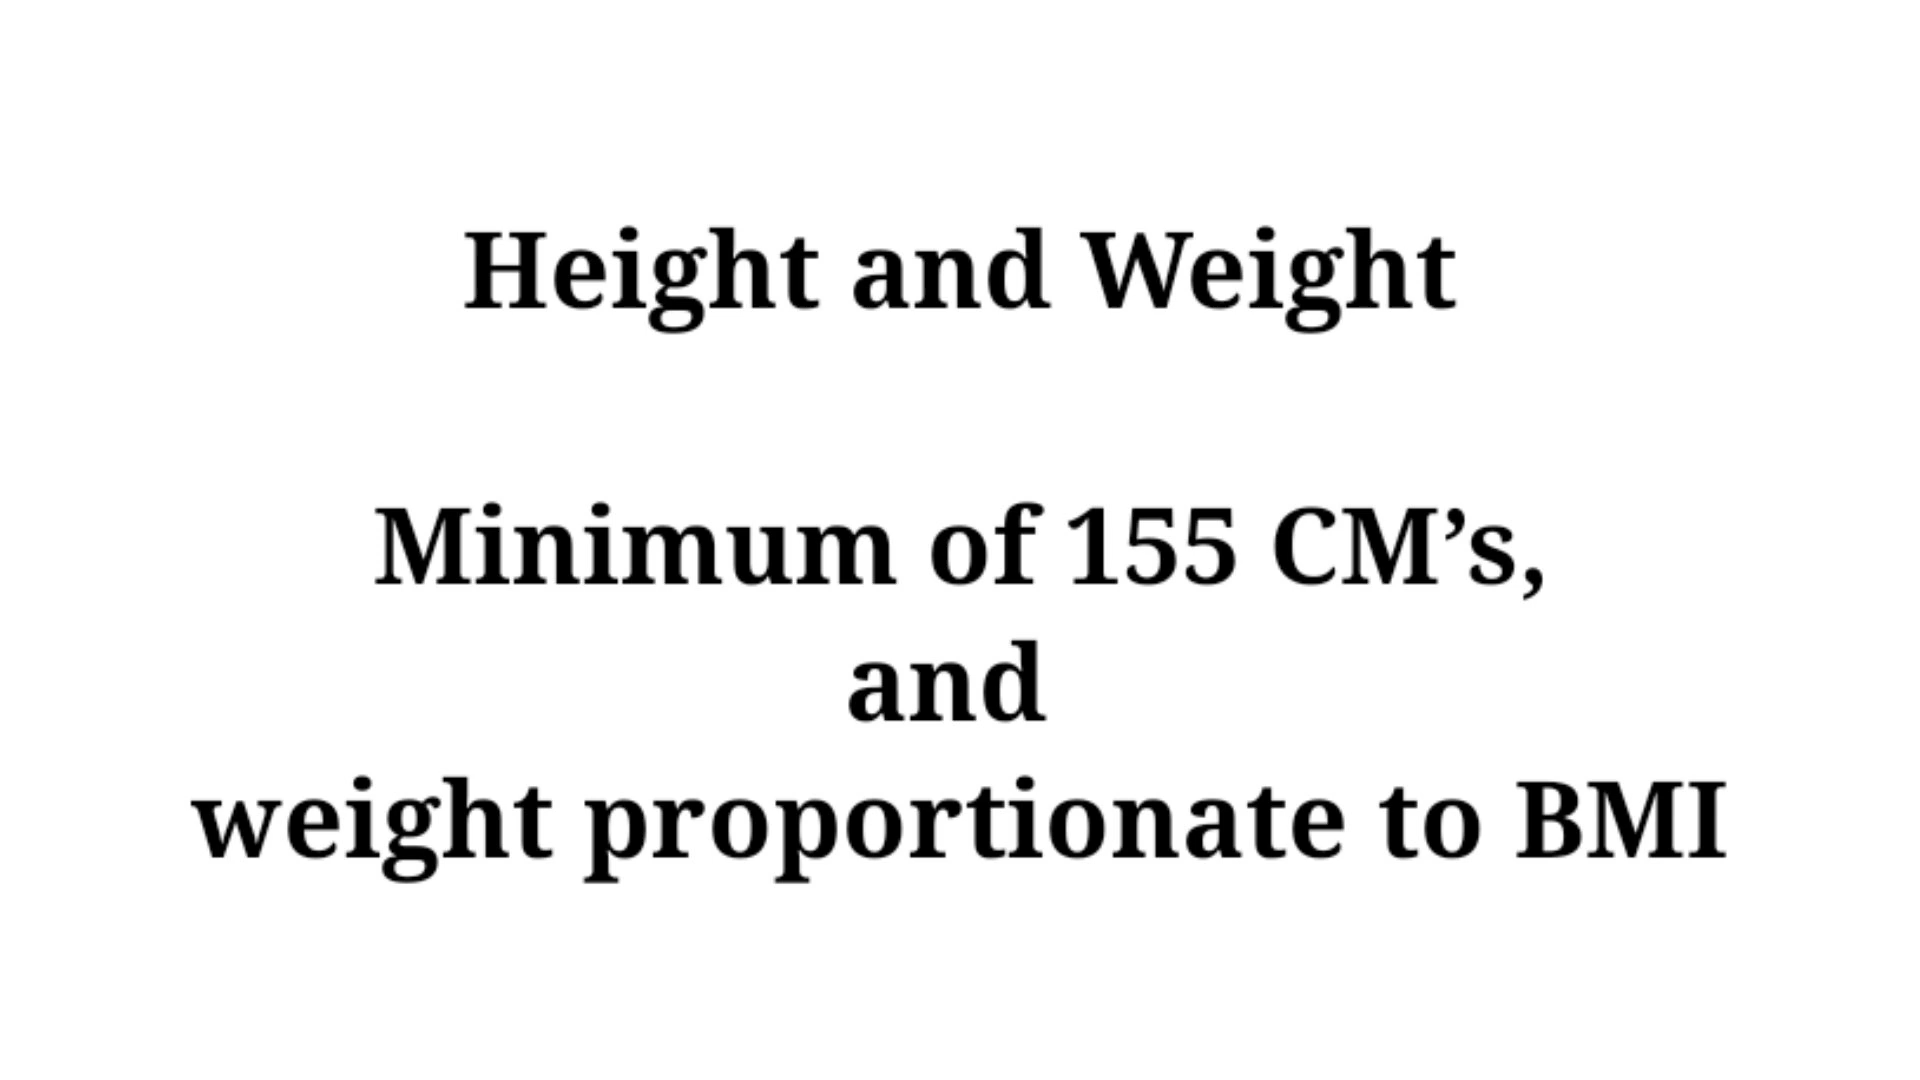 Height and Weight
Minimum of 155 CM’s,
and
weight proportionate to BMI